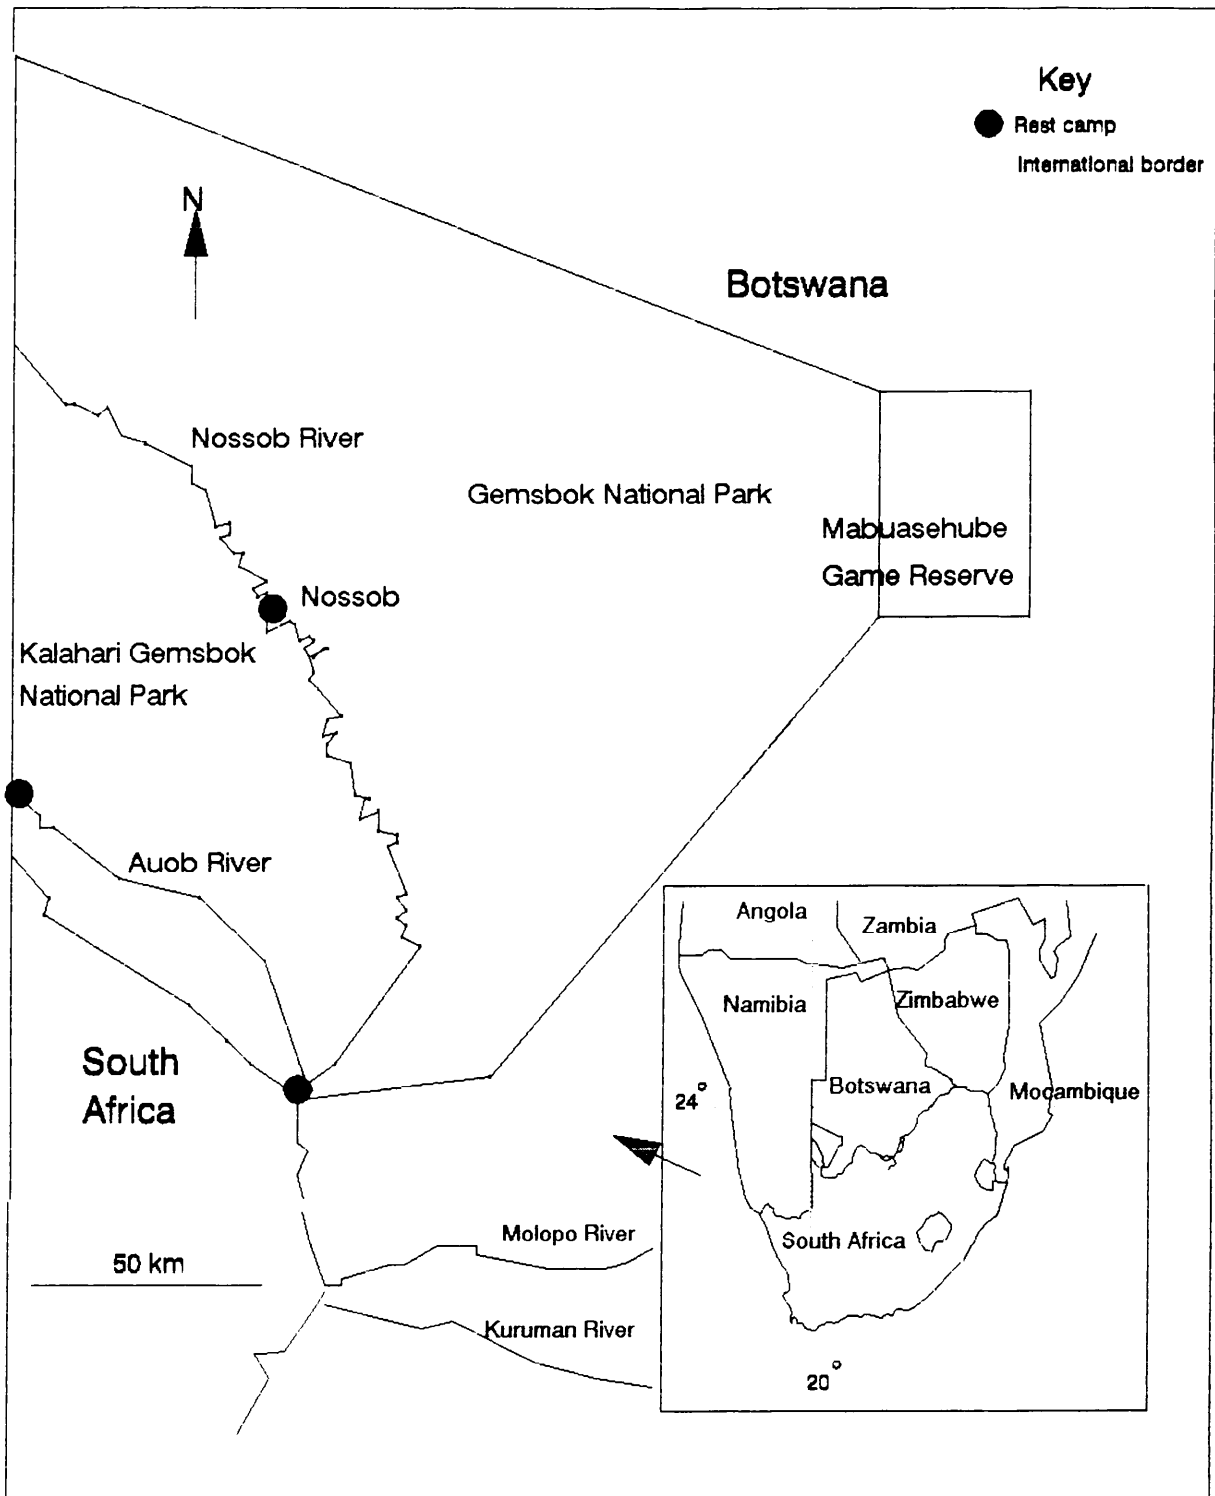 Key
Rest camp
International border
N
Botswana
Nossob River
Gemsbok National Park
Mabuasehube
Game Reserve
Nossob
Kalahari Gemsbok
National Park
Auob River
Angola
Zambia
Namibia
Zimbabwe
Botswana
24°
Mocambique
South
Africa
Molopo River
South Africa
50 km
Kuruman River
20°